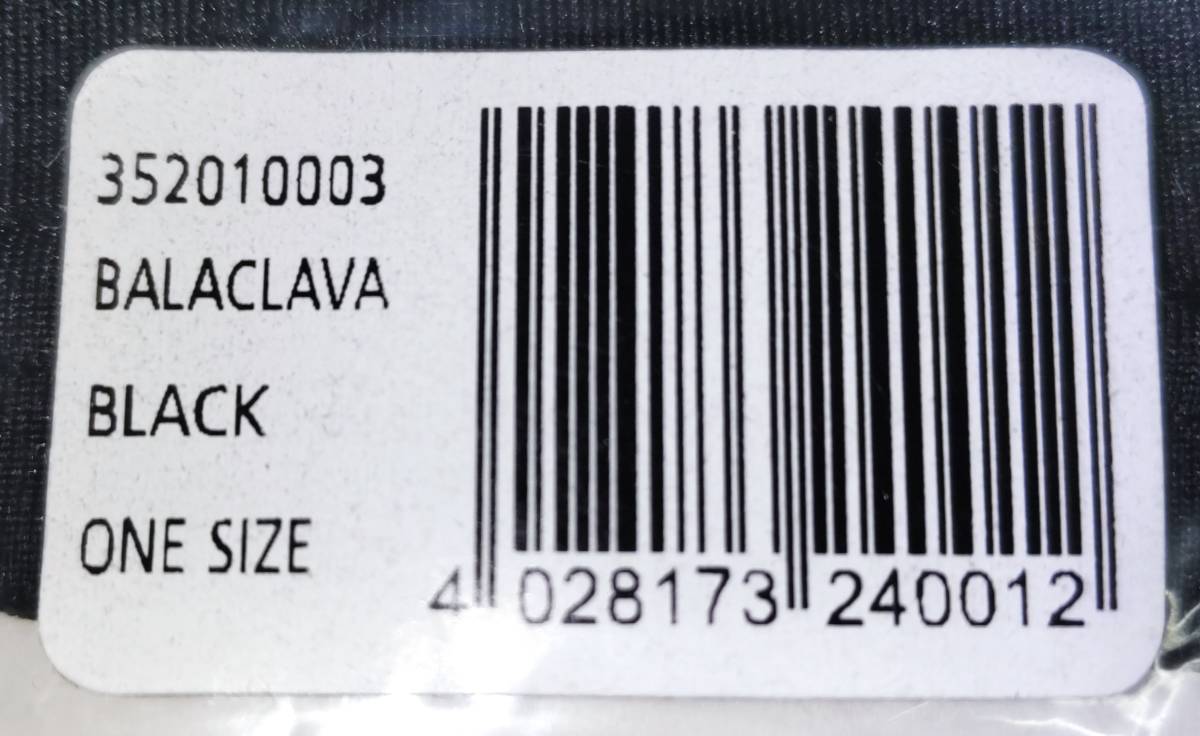 352010003
BALACLAVA
BLACK
ONE SIZE
4 028173 240012